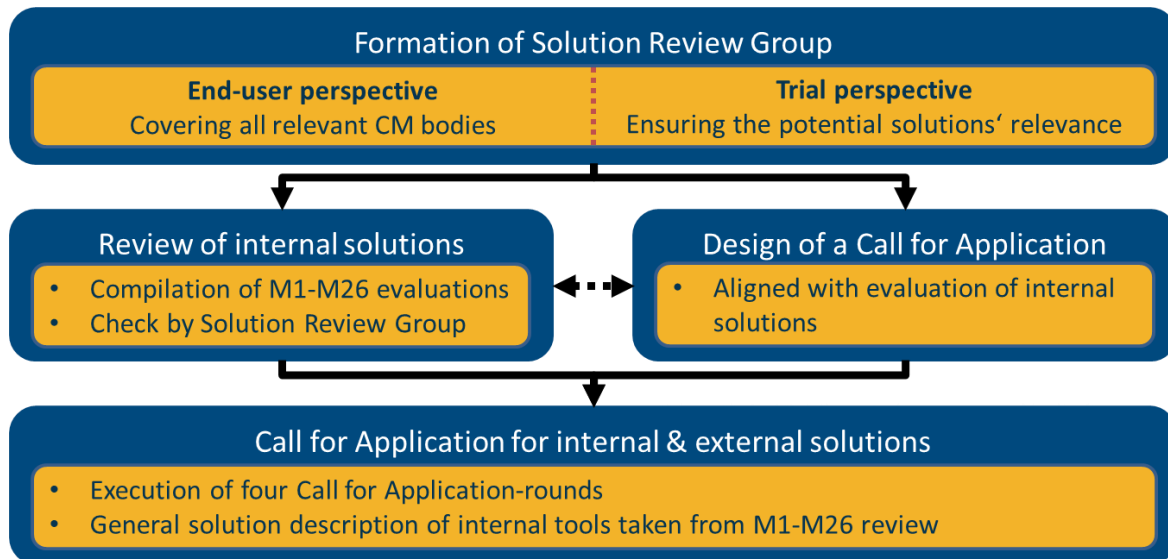 Formation of Solution Review Group
End-user perspective
Covering all relevant CM bodies
Trial perspective
Ensuring the potential solutions‘ relevance
Review of internal solutions
• Compilation of M1-M26 evaluations
• Check by Solution Review Group
Design of a Call for Application
• Aligned with evaluation of internal
solutions
Call for Application for internal & external solutions
• Execution of four Call for Application-rounds
• General solution description of internal tools taken from M1-M26 review